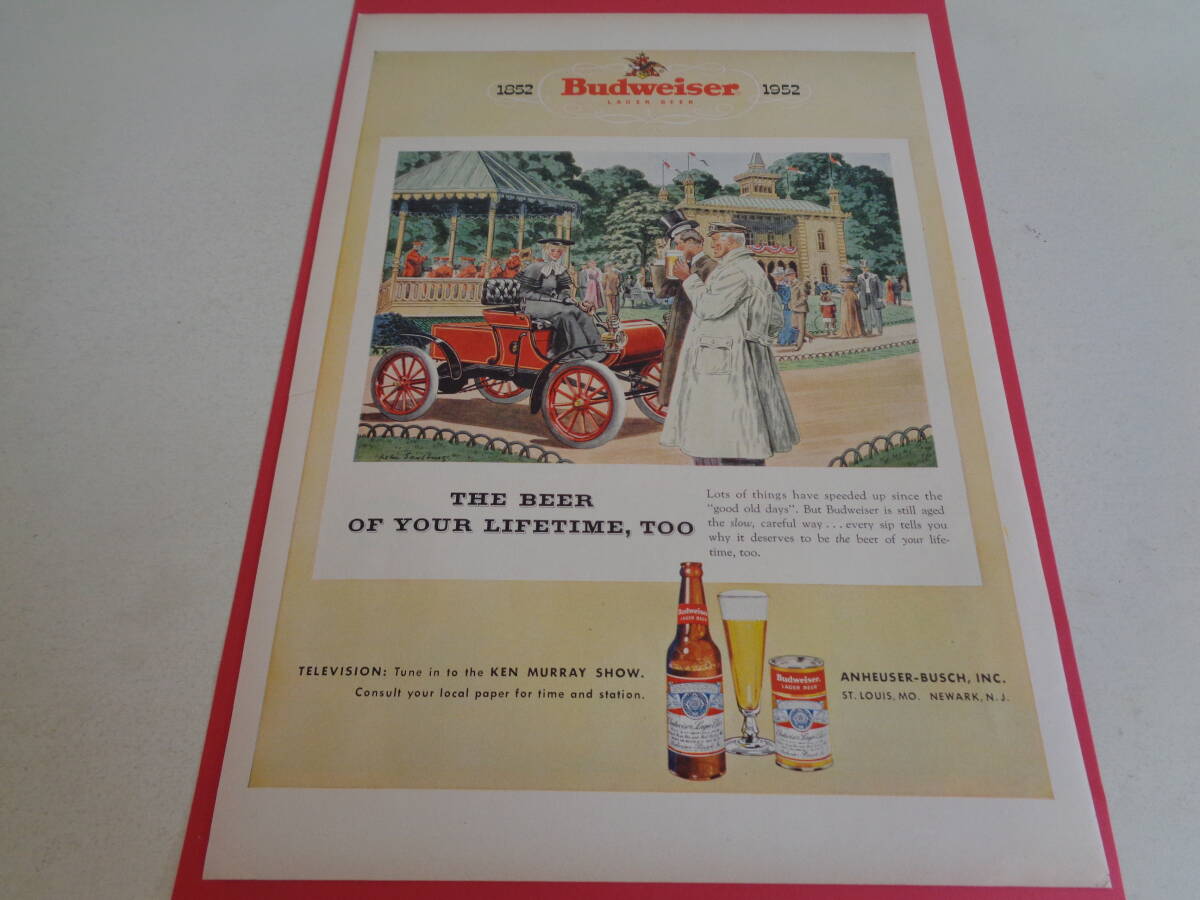 1852 Budweiser 1952
LAGER BEER
THE BEER
OF YOUR LIFETIME, TOO
Lots of things have speeded up since the
"good old days". But Budweiser is still aged
the slow, careful way . . . every sip tells you
why it deserves to be the beer of your life-
time, too.
TELEVISION: Tune in to the KEN MURRAY SHOW.
Consult your local paper for time and station.
Budweiser
LAGER BEER
Budweiser
LAGER BEER
ANHEUSER-BUSCH, INC.
ST. LOUIS, MO. NEWARK, N. J.